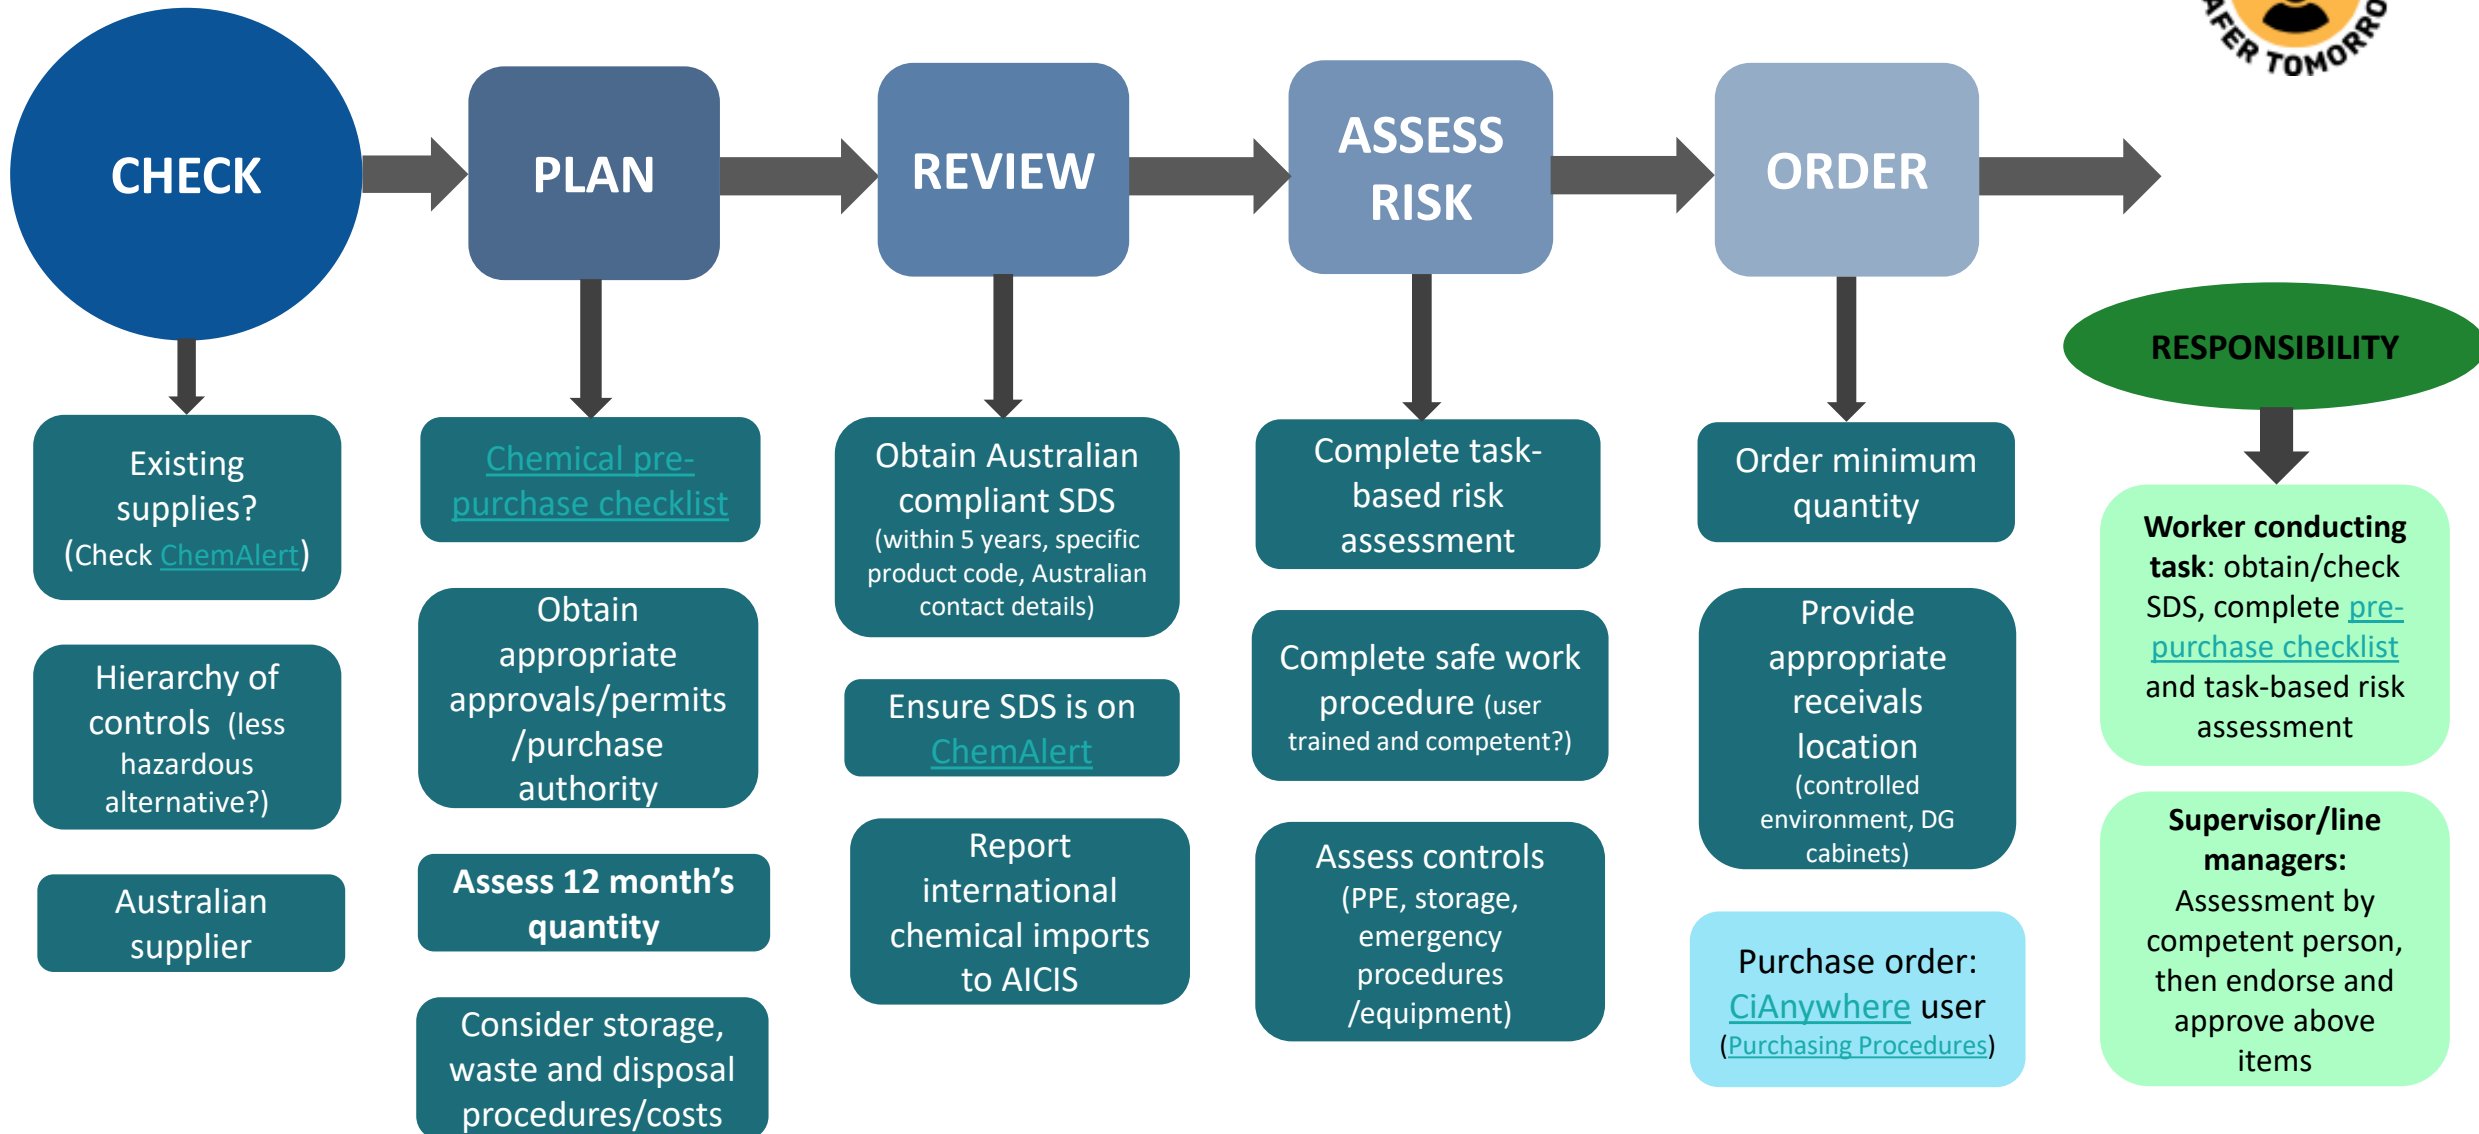 AFER TOMORRO
CHECK
PLAN
REVIEW
ASSESS
RISK
ORDER
RESPONSIBILITY
Existing
supplies?
(Check ChemAlert)
Hierarchy of
controls (less
hazardous
alternative?)
Australian
supplier
Chemical pre-
purchase checklist
Obtain
appropriate
approvals/permits
/purchase
authority
Assess 12 month’s
quantity
Consider storage,
waste and disposal
procedures/costs
Obtain Australian
compliant SDS
(within 5 years, specific
product code, Australian
contact details)
Ensure SDS is on
ChemAlert
Report
international
chemical imports
to AICIS
Complete task-
based risk
assessment
Complete safe work
procedure (user
trained and competent?)
Assess controls
(PPE, storage,
emergency
procedures
/equipment)
Order minimum
quantity
Provide
appropriate
receivals
location
(controlled
environment, DG
cabinets)
Purchase order:
CiAnywhere user
(Purchasing Procedures)
Worker conducting
task: obtain/check
SDS, complete pre-
purchase checklist
and task-based risk
assessment
Supervisor/line
managers:
Assessment by
competent person,
then endorse and
approve above
items